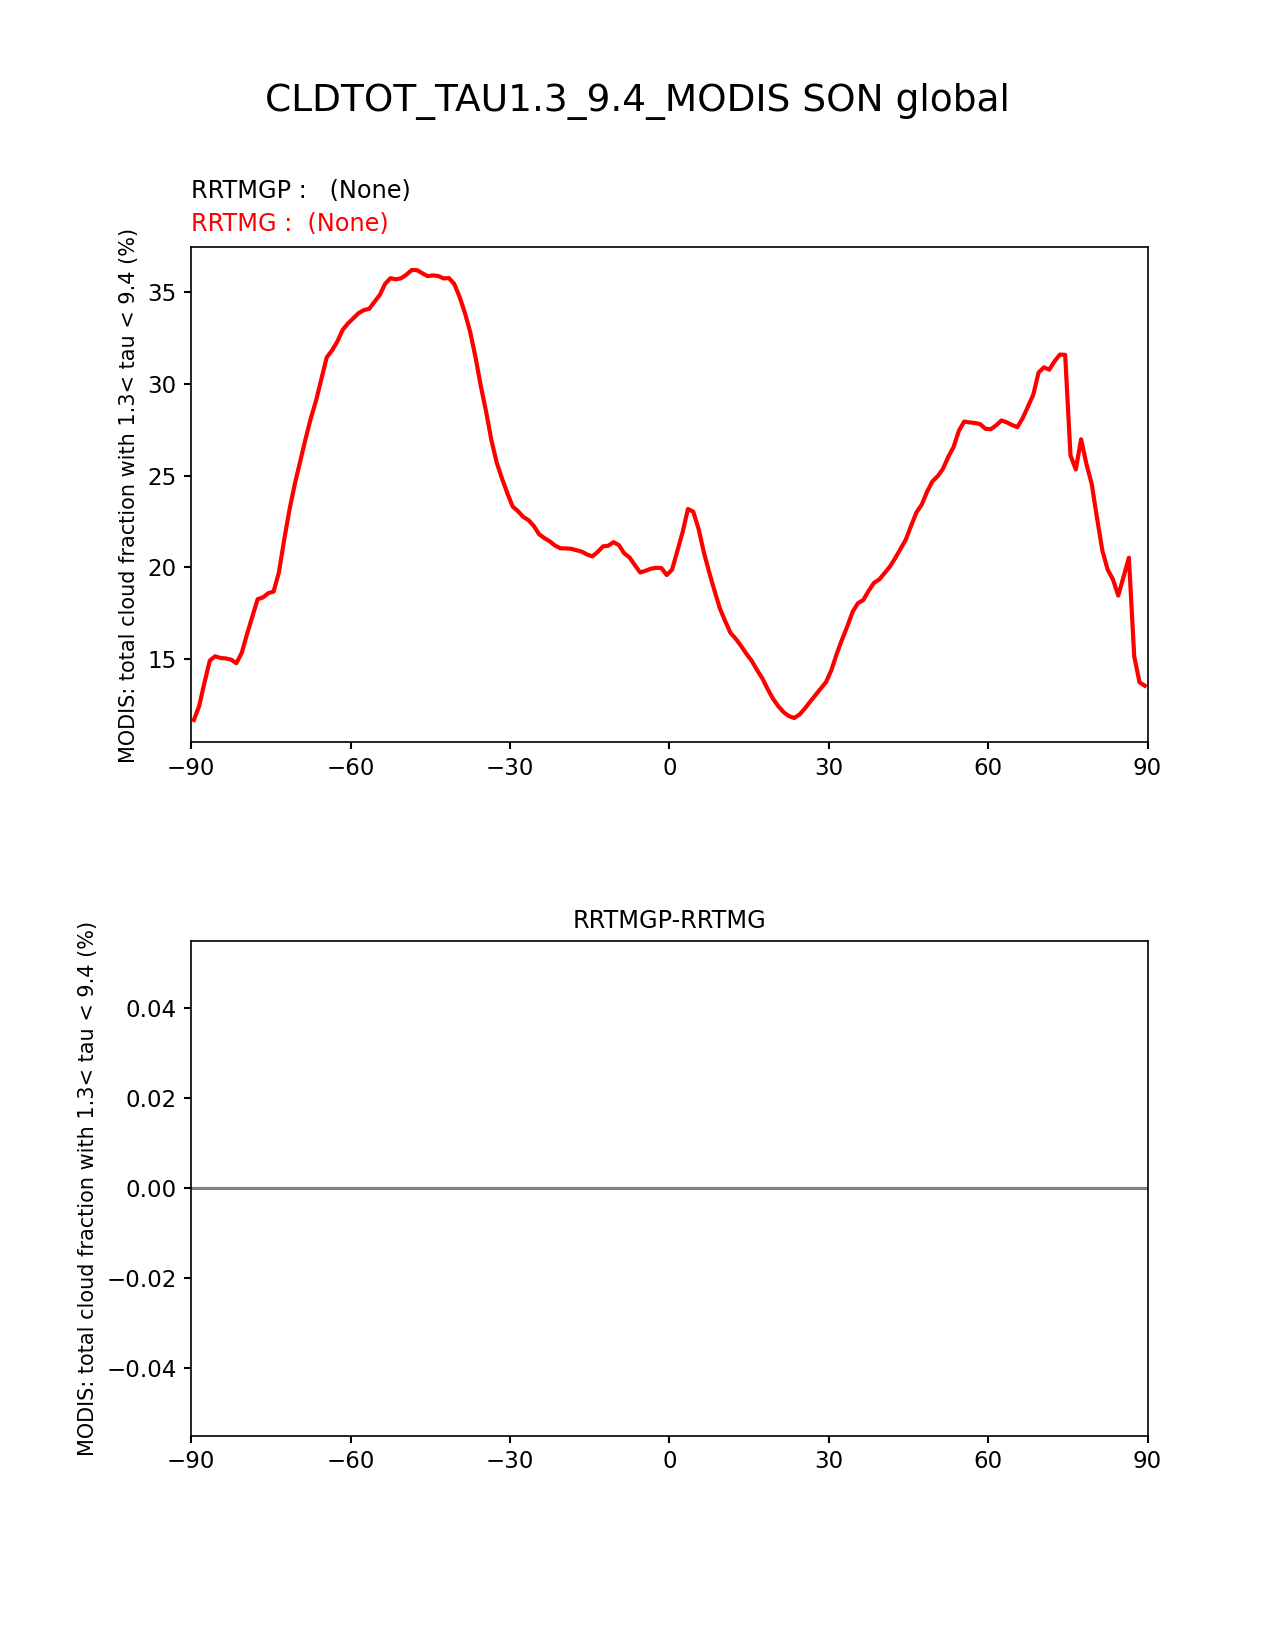 CLDTOT_TAU1.3_9.4_MODIS SON global
RRTMGP :   (None)
RRTMG :  (None)
MODIS: total cloud fraction with 1.3< tau < 9.4 (%)
35
30
25
20
15
−90 −60 −30 0 30 60 90
RRTMGP-RRTMG
MODIS: total cloud fraction with 1.3< tau < 9.4 (%)
0.04
0.02
0.00
−0.02
−0.04
−90 −60 −30 0 30 60 90